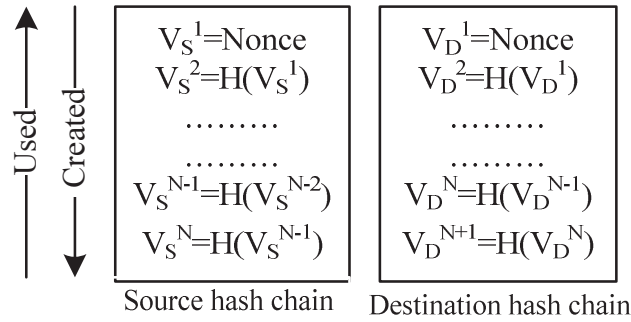 Used
Created
V_S^1=Nonce
V_S^2=H(V_S^1)
.........
.........
V_S^{N-1}=H(V_S^{N-2})
V_S^N=H(V_S^{N-1})
Source hash chain
V_D^1=Nonce
V_D^2=H(V_D^1)
.........
.........
V_D^N=H(V_D^{N-1})
V_D^{N+1}=H(V_D^N)
Destination hash chain